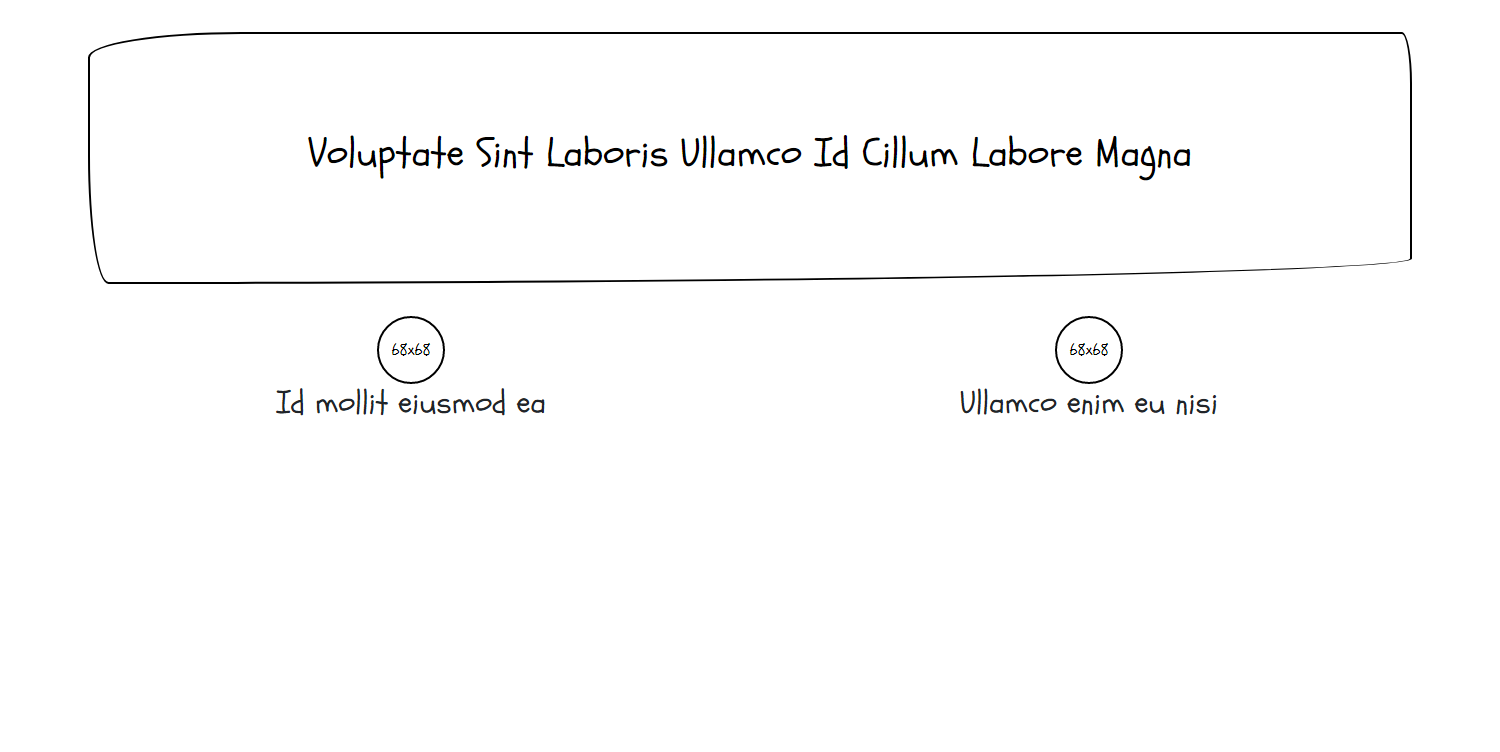 Voluptate Sint Laboris Ullamco Id Cillum Labore Magna
68x68
68x68
Id mollit eiusmod ea
Ullamco enim eu nisi